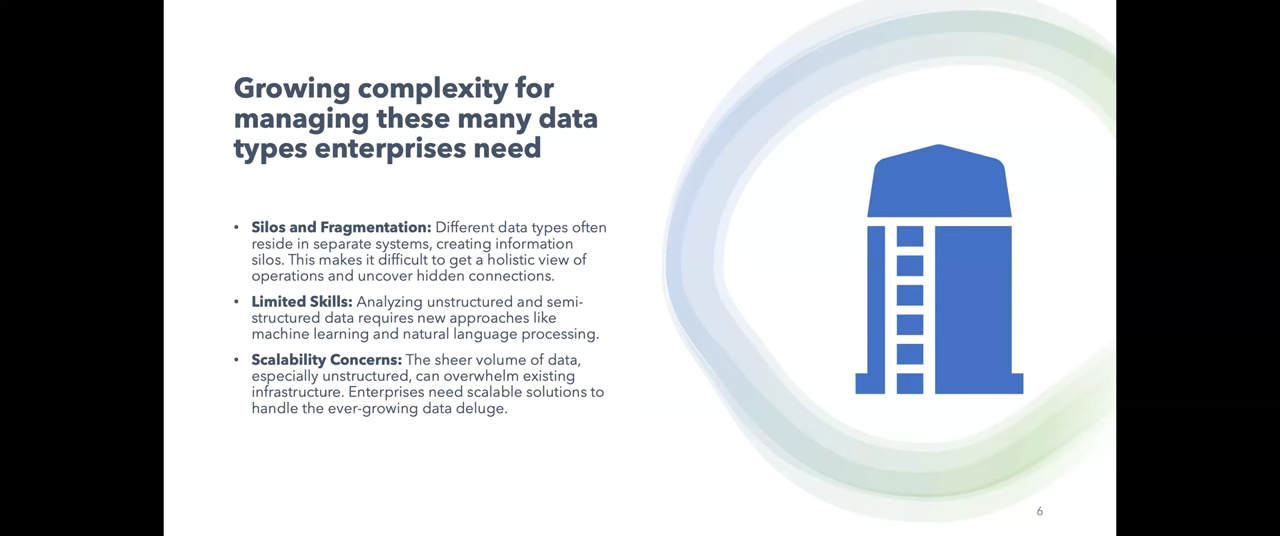 Growing complexity for
managing these many data
types enterprises need
• Silos and Fragmentation: Different data types often
reside in separate systems, creating information
silos. This makes it difficult to get a holistic view of
operations and uncover hidden connections.
• Limited Skills: Analyzing unstructured and semi-
structured data requires new approaches like
machine learning and natural language processing.
• Scalability Concerns: The sheer volume of data,
especially unstructured, can overwhelm existing
infrastructure. Enterprises need scalable solutions to
handle the ever-growing data deluge.
6